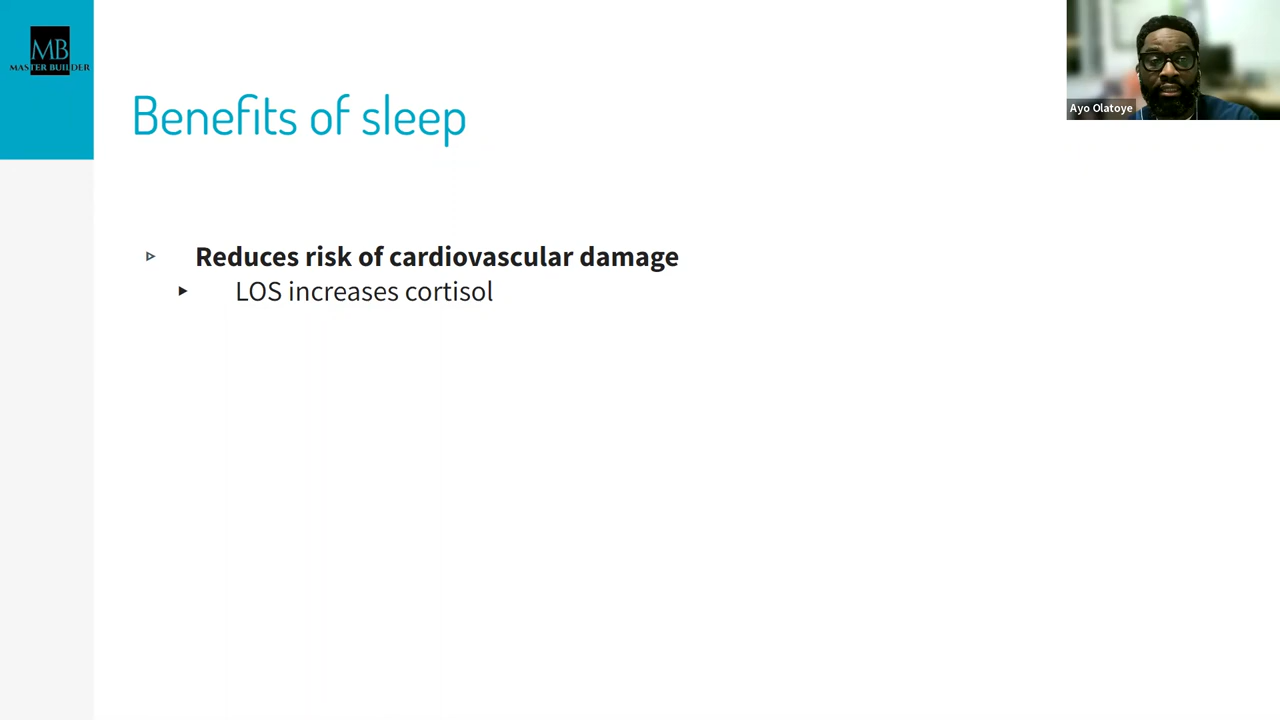 MB
MASTER BUILDER
Ayo Olatoye
Benefits of sleep
Reduces risk of cardiovascular damage
LOS increases cortisol